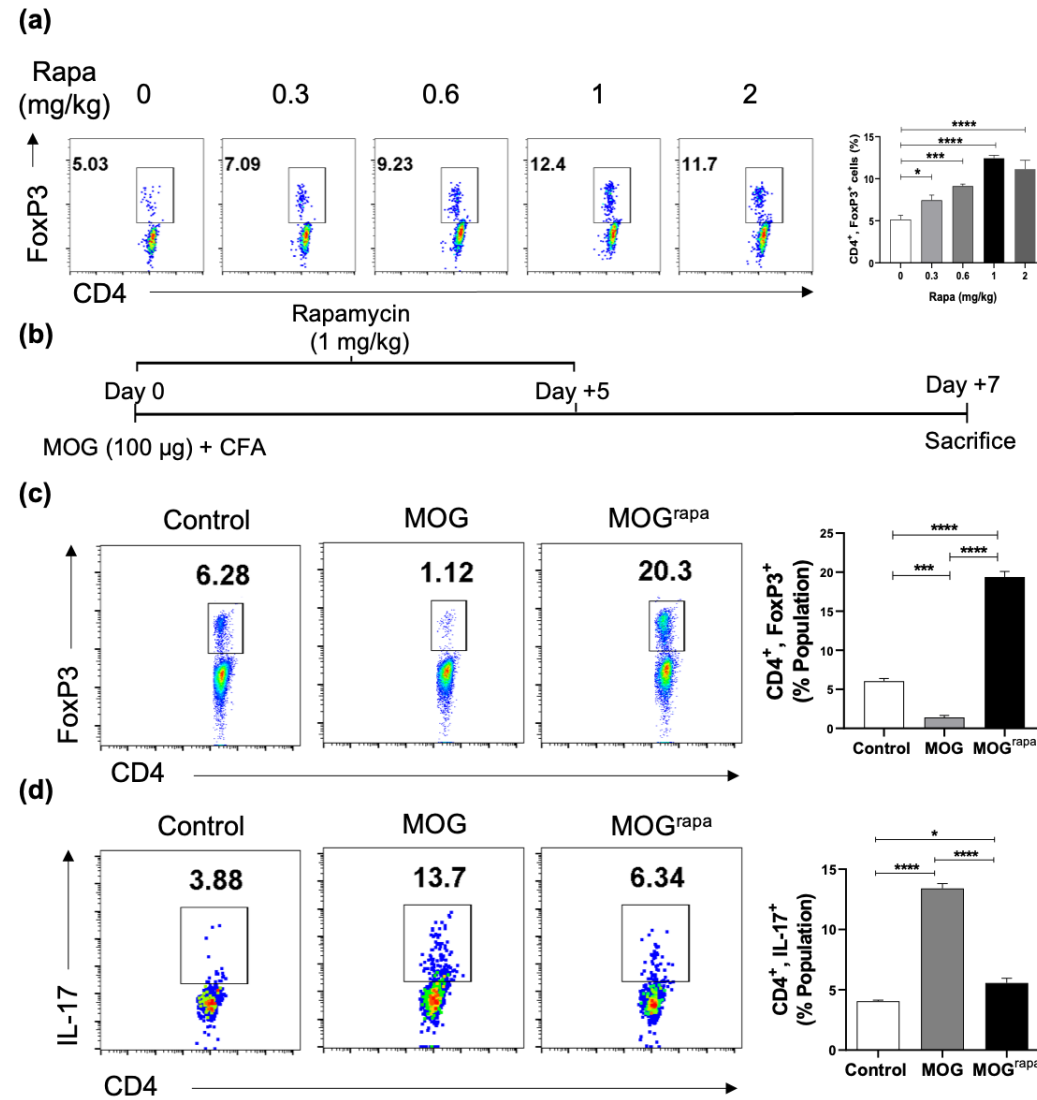 (a)
Rapa
(mg/kg) 0 0.3 0.6 1 2
FoxP3
5.03 7.09 9.23 12.4 11.7
CD4
CD4⁺, FoxP3⁺ cells (%)
15
10
5
0
****
****
***
*
0 0.3 0.6 1 2
Rapa (mg/kg)
(b)
Rapamycin
(1 mg/kg)
Day 0 Day +5 Day +7
MOG (100 µg) + CFA Sacrifice
(c)
Control MOG MOGʳᵃᵖᵃ
FoxP3
6.28 1.12 20.3
CD4
CD4⁺, FoxP3⁺
(% Population)
25
20
15
10
5
0
****
****
***
Control MOG MOGʳᵃᵖᵃ
(d)
Control MOG MOGʳᵃᵖᵃ
IL-17
3.88 13.7 6.34
CD4
CD4⁺, IL-17⁺
(% Population)
15
10
5
0
*
****
****
Control MOG MOGʳᵃᵖᵃ